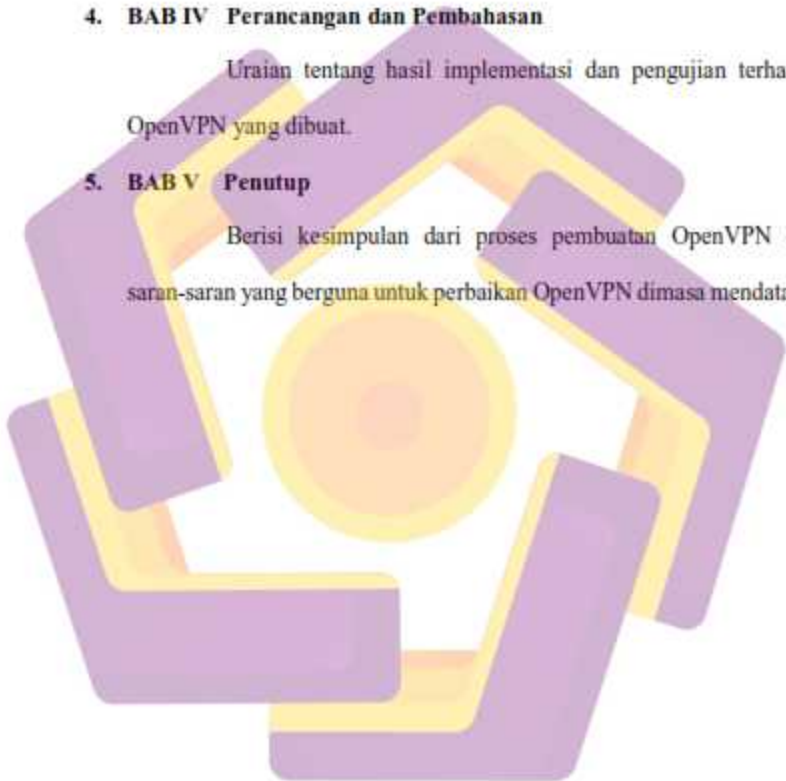 4. BAB IV Perancangan dan Pembahasan
Uraian tentang hasil implementasi dan pengujian terha
OpenVPN yang dibuat.
5. BAB V Penutup
Berisi kesimpulan dari proses pembuatan OpenVPN
saran-saran yang berguna untuk perbaikan OpenVPN dimasa mendata